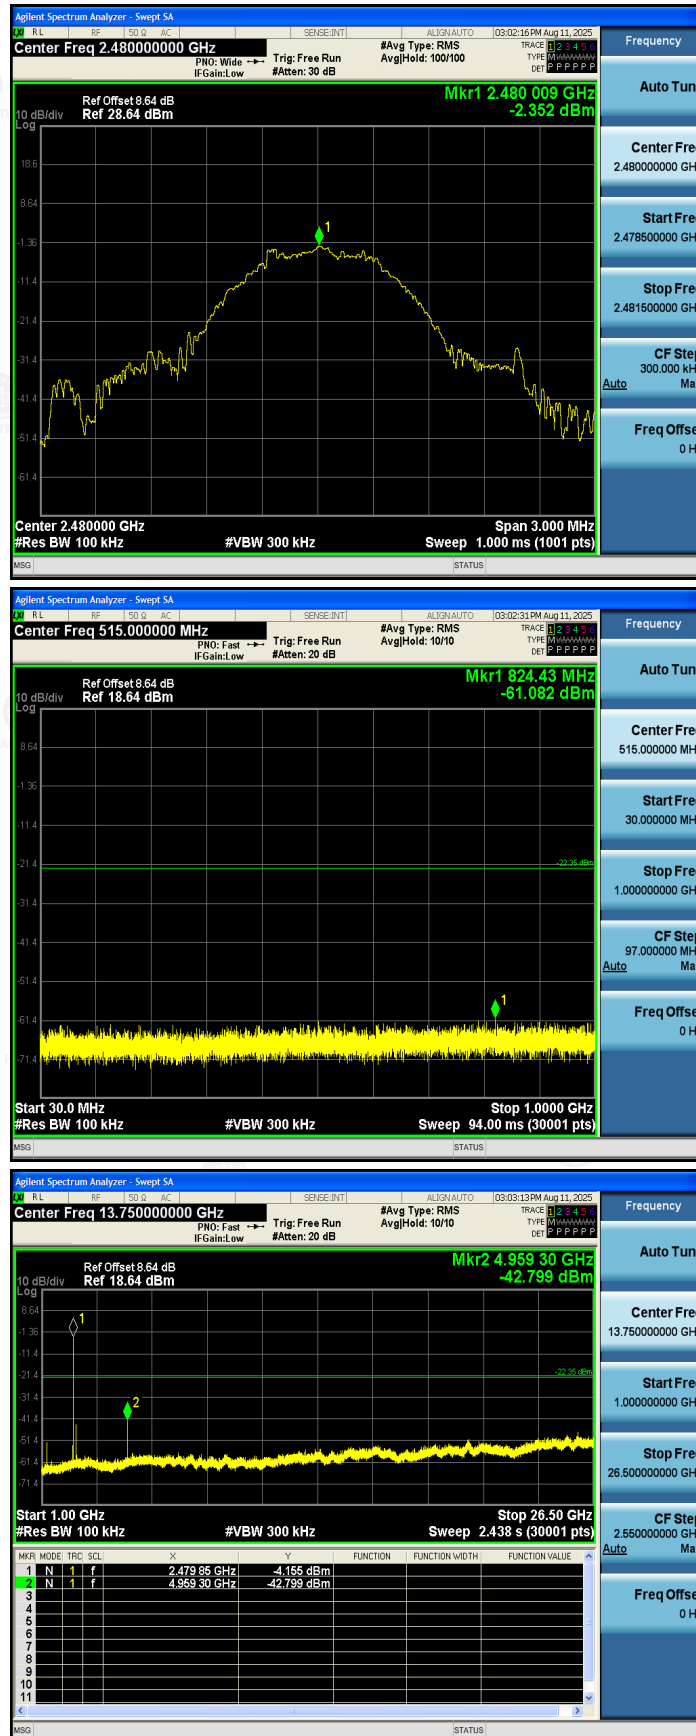 Agilent Spectrum Analyzer - Swept SA
LXI RL RF 50 Ω AC SENSE:INT ALIGNAUTO 03:02:16 PM Aug 11, 2025
Center Freq 2.480000000 GHz #Avg Type: RMS TRACE 1 2 3 4 5 6 Frequency
PNO: Wide Trig: Free Run Avg|Hold: 100/100 TYPE M
IFGain:Low #Atten: 30 dB DET P P P P P P
Auto Tun
Ref Offset 8.64 dB Mkr1 2.480 009 GHz
10 dB/div Ref 28.64 dBm -2.352 dBm
Log
Center Fre
2.480000000 GH
18.6
8.64
Start Fre
2.478500000 GH
1
-1.36
-11.4
Stop Fre
2.481500000 GH
-21.4
-31.4
CF Ste
300.000 kH
Auto Ma
-41.4
-51.4
Freq Offse
0 H
-61.4
Center 2.480000 GHz Span 3.000 MHz
#Res BW 100 kHz #VBW 300 kHz Sweep 1.000 ms (1001 pts)
MSG STATUS
Agilent Spectrum Analyzer - Swept SA
LXI RL RF 50 Ω AC SENSE:INT ALIGNAUTO 03:02:31 PM Aug 11, 2025
Center Freq 515.000000 MHz #Avg Type: RMS TRACE 1 2 3 4 5 6 Frequency
PNO: Fast Trig: Free Run Avg|Hold: 10/10 TYPE M
IFGain:Low #Atten: 20 dB DET P P P P P P
Auto Tun
Ref Offset 8.64 dB Mkr1 824.43 MHz
10 dB/div Ref 18.64 dBm -61.082 dBm
Log
Center Fre
515.000000 MH
8.64
-1.36
Start Fre
30.000000 MH
-11.4
-21.4 -22.35 dBm
Stop Fre
1.000000000 GH
-31.4
-41.4
CF Ste
97.000000 MH
Auto Ma
-51.4
1
-61.4
Freq Offse
0 H
-71.4
Start 30.0 MHz Stop 1.0000 GHz
#Res BW 100 kHz #VBW 300 kHz Sweep 94.00 ms (30001 pts)
MSG STATUS
Agilent Spectrum Analyzer - Swept SA
LXI RL RF 50 Ω AC SENSE:INT ALIGNAUTO 03:03:13 PM Aug 11, 2025
Center Freq 13.750000000 GHz #Avg Type: RMS TRACE 1 2 3 4 5 6 Frequency
PNO: Fast Trig: Free Run Avg|Hold: 10/10 TYPE M
IFGain:Low #Atten: 20 dB DET P P P P P P
Auto Tun
Ref Offset 8.64 dB Mkr2 4.959 30 GHz
10 dB/div Ref 18.64 dBm -42.799 dBm
Log
8.64
1
-1.36
Center Fre
13.750000000 GH
-11.4
-21.4 -22.35 dBm
Start Fre
1.000000000 GH
-31.4
2
-41.4
-51.4
Stop Fre
26.500000000 GH
-61.4
-71.4
Start 1.00 GHz Stop 26.50 GHz
#Res BW 100 kHz #VBW 300 kHz Sweep 2.438 s (30001 pts)
CF Ste
2.550000000 GH
Auto Ma
MKR MODE TRC SCL X Y FUNCTION FUNCTION WIDTH FUNCTION VALUE
1 N 1 f 2.479 85 GHz -4.155 dBm
2 N 1 f 4.959 30 GHz -42.799 dBm
3
4
5
6
7
8
9
10
11
Freq Offse
0 H
MSG STATUS